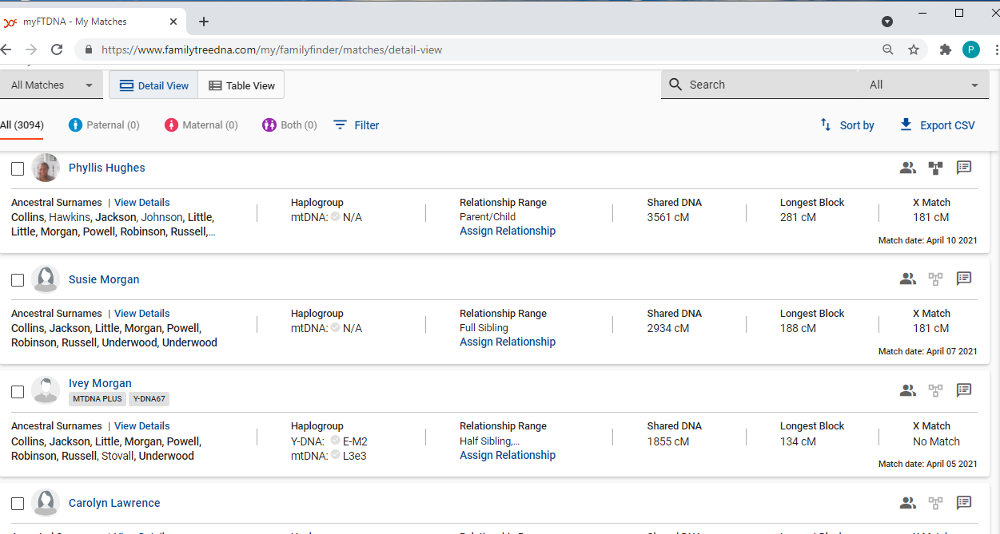 myFTDNA - My Matches
https://www.familytreedna.com/my/familyfinder/matches/detail-view
P
All Matches
Detail View
Table View
Search
All
All (3094)
Paternal (0)
Maternal (0)
Both (0)
Filter
Sort by
Export CSV
Phyllis Hughes
Ancestral Surnames | View Details
Collins, Hawkins, Jackson, Johnson, Little,
Little, Morgan, Powell, Robinson, Russell,...
Haplogroup
mtDNA: N/A
Relationship Range
Parent/Child
Assign Relationship
Shared DNA
3561 cM
Longest Block
281 cM
X Match
181 cM
Match date: April 10 2021
Susie Morgan
Ancestral Surnames | View Details
Collins, Jackson, Little, Morgan, Powell,
Robinson, Russell, Underwood, Underwood
Haplogroup
mtDNA: N/A
Relationship Range
Full Sibling
Assign Relationship
Shared DNA
2934 cM
Longest Block
188 cM
X Match
181 cM
Match date: April 07 2021
Ivey Morgan
MTDNA PLUS
Y-DNA67
Ancestral Surnames | View Details
Collins, Jackson, Little, Morgan, Powell,
Robinson, Russell, Stovall, Underwood
Haplogroup
Y-DNA: E-M2
mtDNA: L3e3
Relationship Range
Half Sibling,...
Assign Relationship
Shared DNA
1855 cM
Longest Block
134 cM
X Match
No Match
Match date: April 05 2021
Carolyn Lawrence